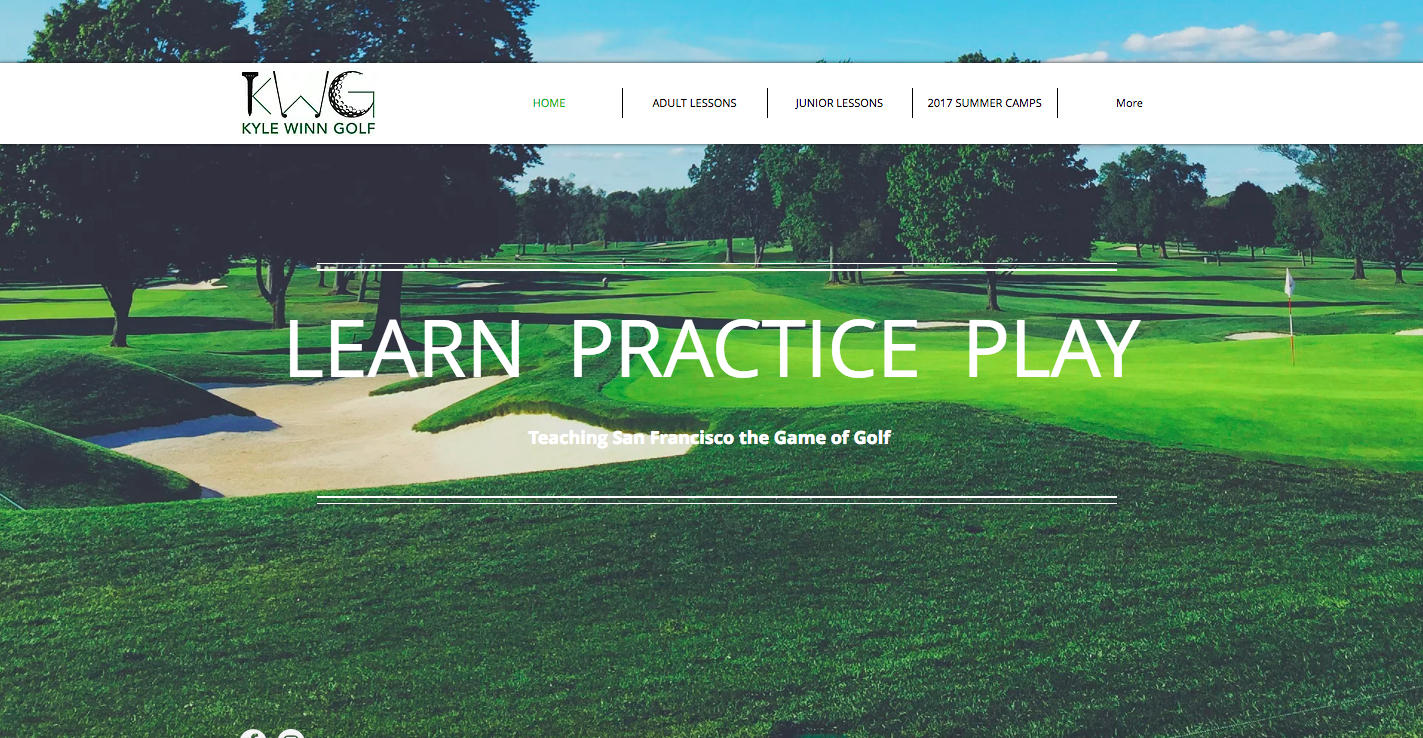 KWG
KYLE WINN GOLF
HOME
ADULT LESSONS
JUNIOR LESSONS
2017 SUMMER CAMPS
More
LEARN PRACTICE PLAY
Teaching San Francisco the Game of Golf